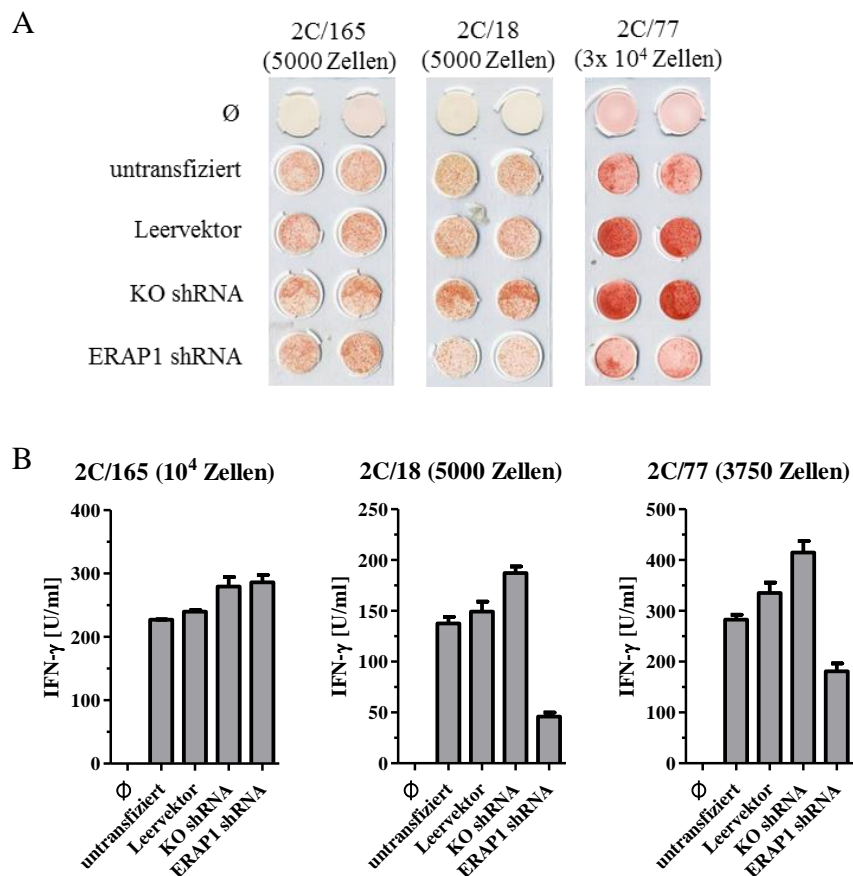 A
2C/165
(5000 Zellen)
2C/18
(5000 Zellen)
2C/77
(3x 10⁴ Zellen)
Ø
untransfiziert
Leervektor
KO shRNA
ERAP1 shRNA
B
2C/165 (10⁴ Zellen)
IFN-γ [U/ml]
400
300
200
100
0
Ø
untransfiziert
Leervektor
KO shRNA
ERAP1 shRNA
2C/18 (5000 Zellen)
IFN-γ [U/ml]
250
200
150
100
50
0
Ø
untransfiziert
Leervektor
KO shRNA
ERAP1 shRNA
2C/77 (3750 Zellen)
IFN-γ [U/ml]
500
400
300
200
100
0
Ø
untransfiziert
Leervektor
KO shRNA
ERAP1 shRNA